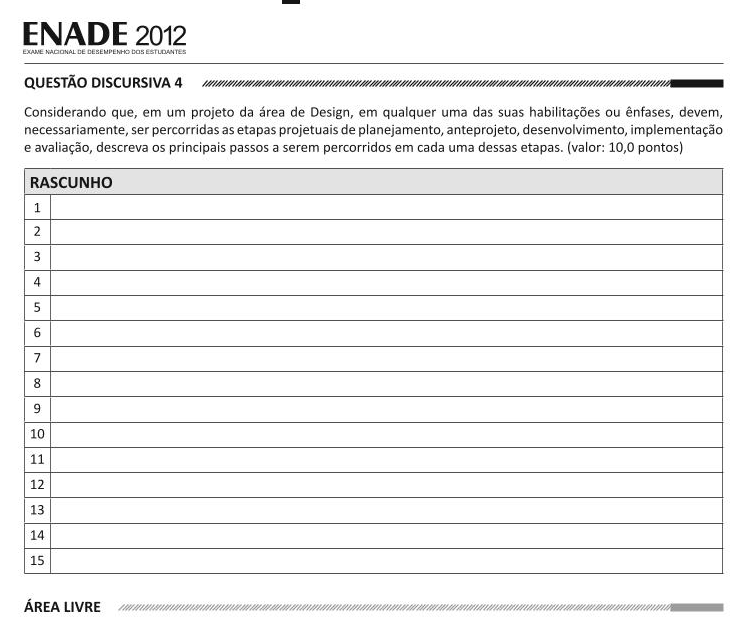 ENADE 2012
EXAME NACIONAL DE DESEMPENHO DOS ESTUDANTES
QUESTÃO DISCURSIVA 4
Considerando que, em um projeto da área de Design, em qualquer uma das suas habilitações ou ênfases, devem,
necessariamente, ser percorridas as etapas projetuais de planejamento, anteprojeto, desenvolvimento, implementação
e avaliação, descreva os principais passos a serem percorridos em cada uma dessas etapas. (valor: 10,0 pontos)
RASCUNHO
1
2
3
4
5
6
7
8
9
10
11
12
13
14
15
ÁREA LIVRE